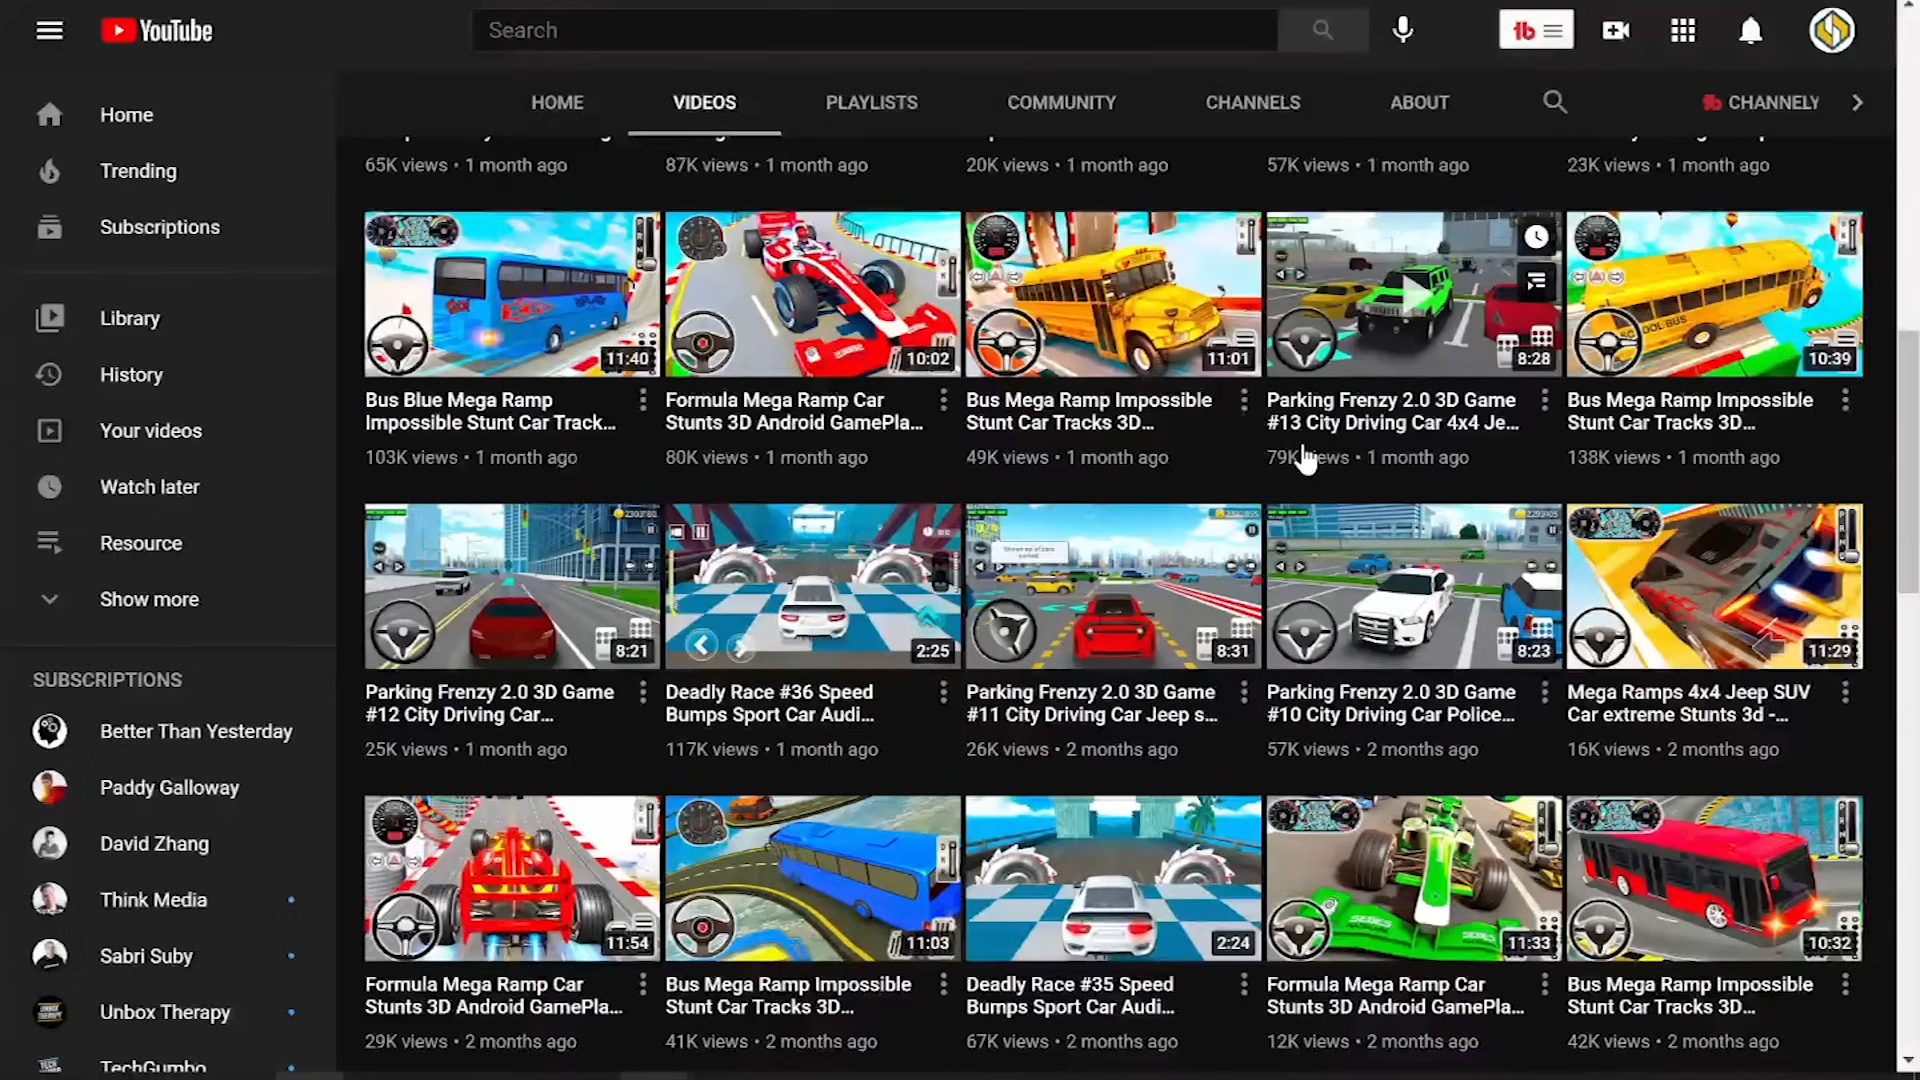 YouTube
Search
tb
HOME
VIDEOS
PLAYLISTS
COMMUNITY
CHANNELS
ABOUT
CHANNELY
Home
Trending
Subscriptions
Library
History
Your videos
Watch later
Resource
Show more
SUBSCRIPTIONS
Better Than Yesterday
Paddy Galloway
David Zhang
Think Media
Sabri Suby
Unbox Therapy
TechGumbo
65K views • 1 month ago
87K views • 1 month ago
20K views • 1 month ago
57K views • 1 month ago
23K views • 1 month ago
11:40
10:02
11:01
8:28
SCHOOL BUS
10:39
Bus Blue Mega Ramp
Impossible Stunt Car Track...
103K views • 1 month ago
Formula Mega Ramp Car
Stunts 3D Android GamePla...
80K views • 1 month ago
Bus Mega Ramp Impossible
Stunt Car Tracks 3D...
49K views • 1 month ago
Parking Frenzy 2.0 3D Game
#13 City Driving Car 4x4 Je...
79K views • 1 month ago
Bus Mega Ramp Impossible
Stunt Car Tracks 3D...
138K views • 1 month ago
8:21
2:25
8:31
8:23
11:29
Parking Frenzy 2.0 3D Game
#12 City Driving Car...
25K views • 1 month ago
Deadly Race #36 Speed
Bumps Sport Car Audi...
117K views • 1 month ago
Parking Frenzy 2.0 3D Game
#11 City Driving Car Jeep s...
26K views • 2 months ago
Parking Frenzy 2.0 3D Game
#10 City Driving Car Police...
57K views • 2 months ago
Mega Ramps 4x4 Jeep SUV
Car extreme Stunts 3d -...
16K views • 2 months ago
11:54
11:03
2:24
11:33
10:32
Formula Mega Ramp Car
Stunts 3D Android GamePla...
29K views • 2 months ago
Bus Mega Ramp Impossible
Stunt Car Tracks 3D...
41K views • 2 months ago
Deadly Race #35 Speed
Bumps Sport Car Audi...
67K views • 2 months ago
Formula Mega Ramp Car
Stunts 3D Android GamePla...
12K views • 2 months ago
Bus Mega Ramp Impossible
Stunt Car Tracks 3D...
42K views • 2 months ago